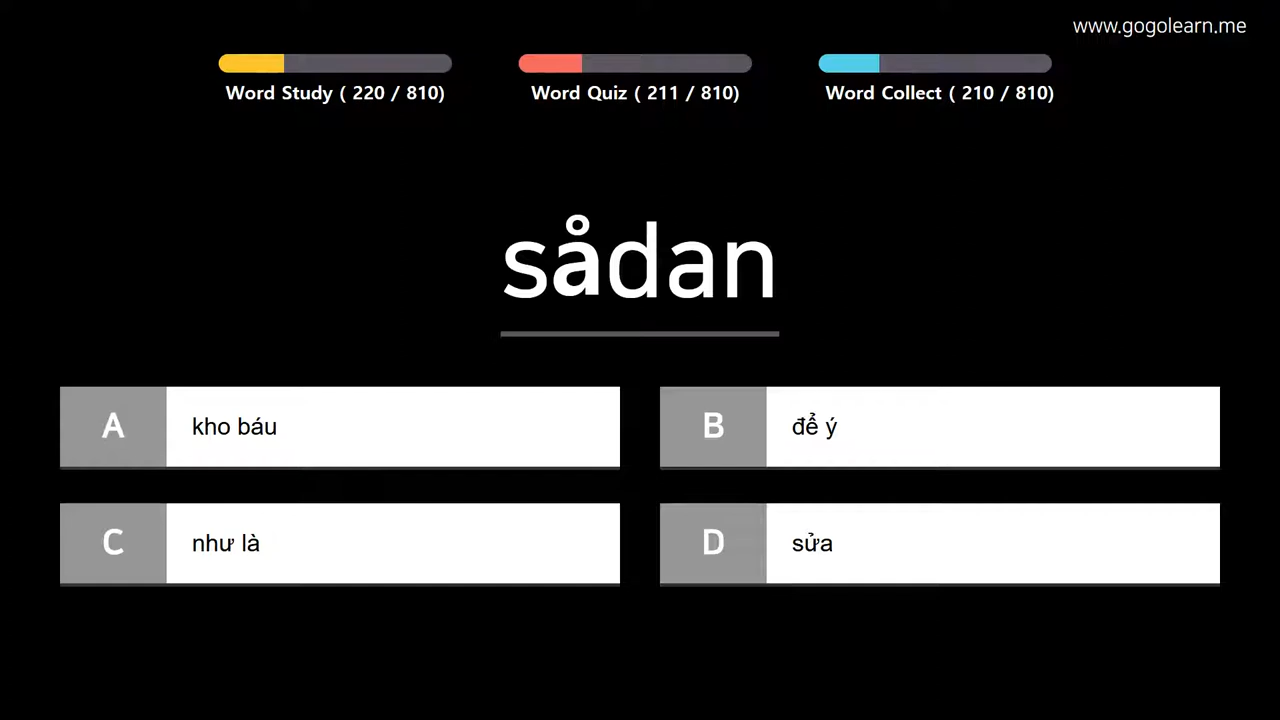 www.gogolearn.me
Word Study ( 220 / 810)
Word Quiz ( 211 / 810)
Word Collect ( 210 / 810)
sådan
A kho báu
B để ý
C như là
D sửa